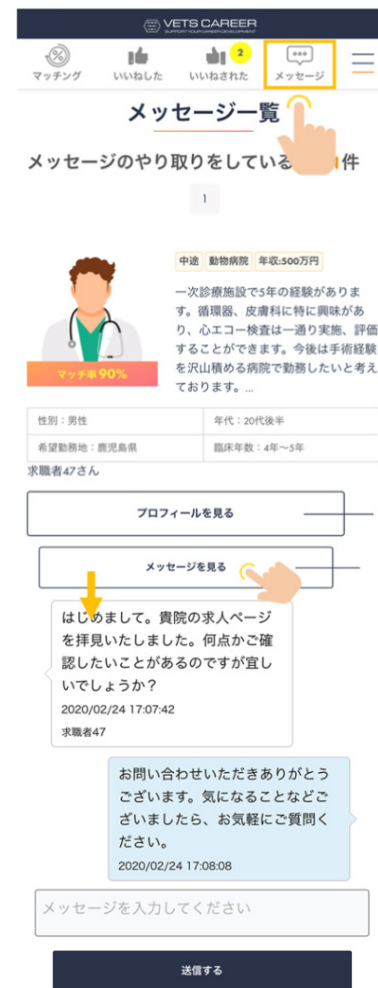 VETS CAREER
SUPPORT YOUR CAREER DEVELOPMENT
マッチング
いいねした
2
いいねされた
メッセージ
メッセージ一覧
メッセージのやり取りをしている
件
1
中途 動物病院 年収:500万円
一次診療施設で5年の経験がありま
す。循環器、皮膚科に特に興味があ
り、心エコー検査は一通り実施、評価
することができます。今後は手術経験
を沢山積める病院で勤務したいと考え
ております。...
マッチ率 90%
性別：男性
年代：20代後半
希望勤務地：鹿児島県
臨床年数：4年〜5年
求職者47さん
プロフィールを見る
メッセージを見る
はじめまして。貴院の求人ページ
を拝見いたしました。何点かご確
認したいことがあるのですが宜し
いでしょうか？
2020/02/24 17:07:42
求職者47
お問い合わせいただきありがとう
ございます。気になることなどご
ざいましたら、お気軽にご質問く
ださい。
2020/02/24 17:08:08
メッセージを入力してください
送信する